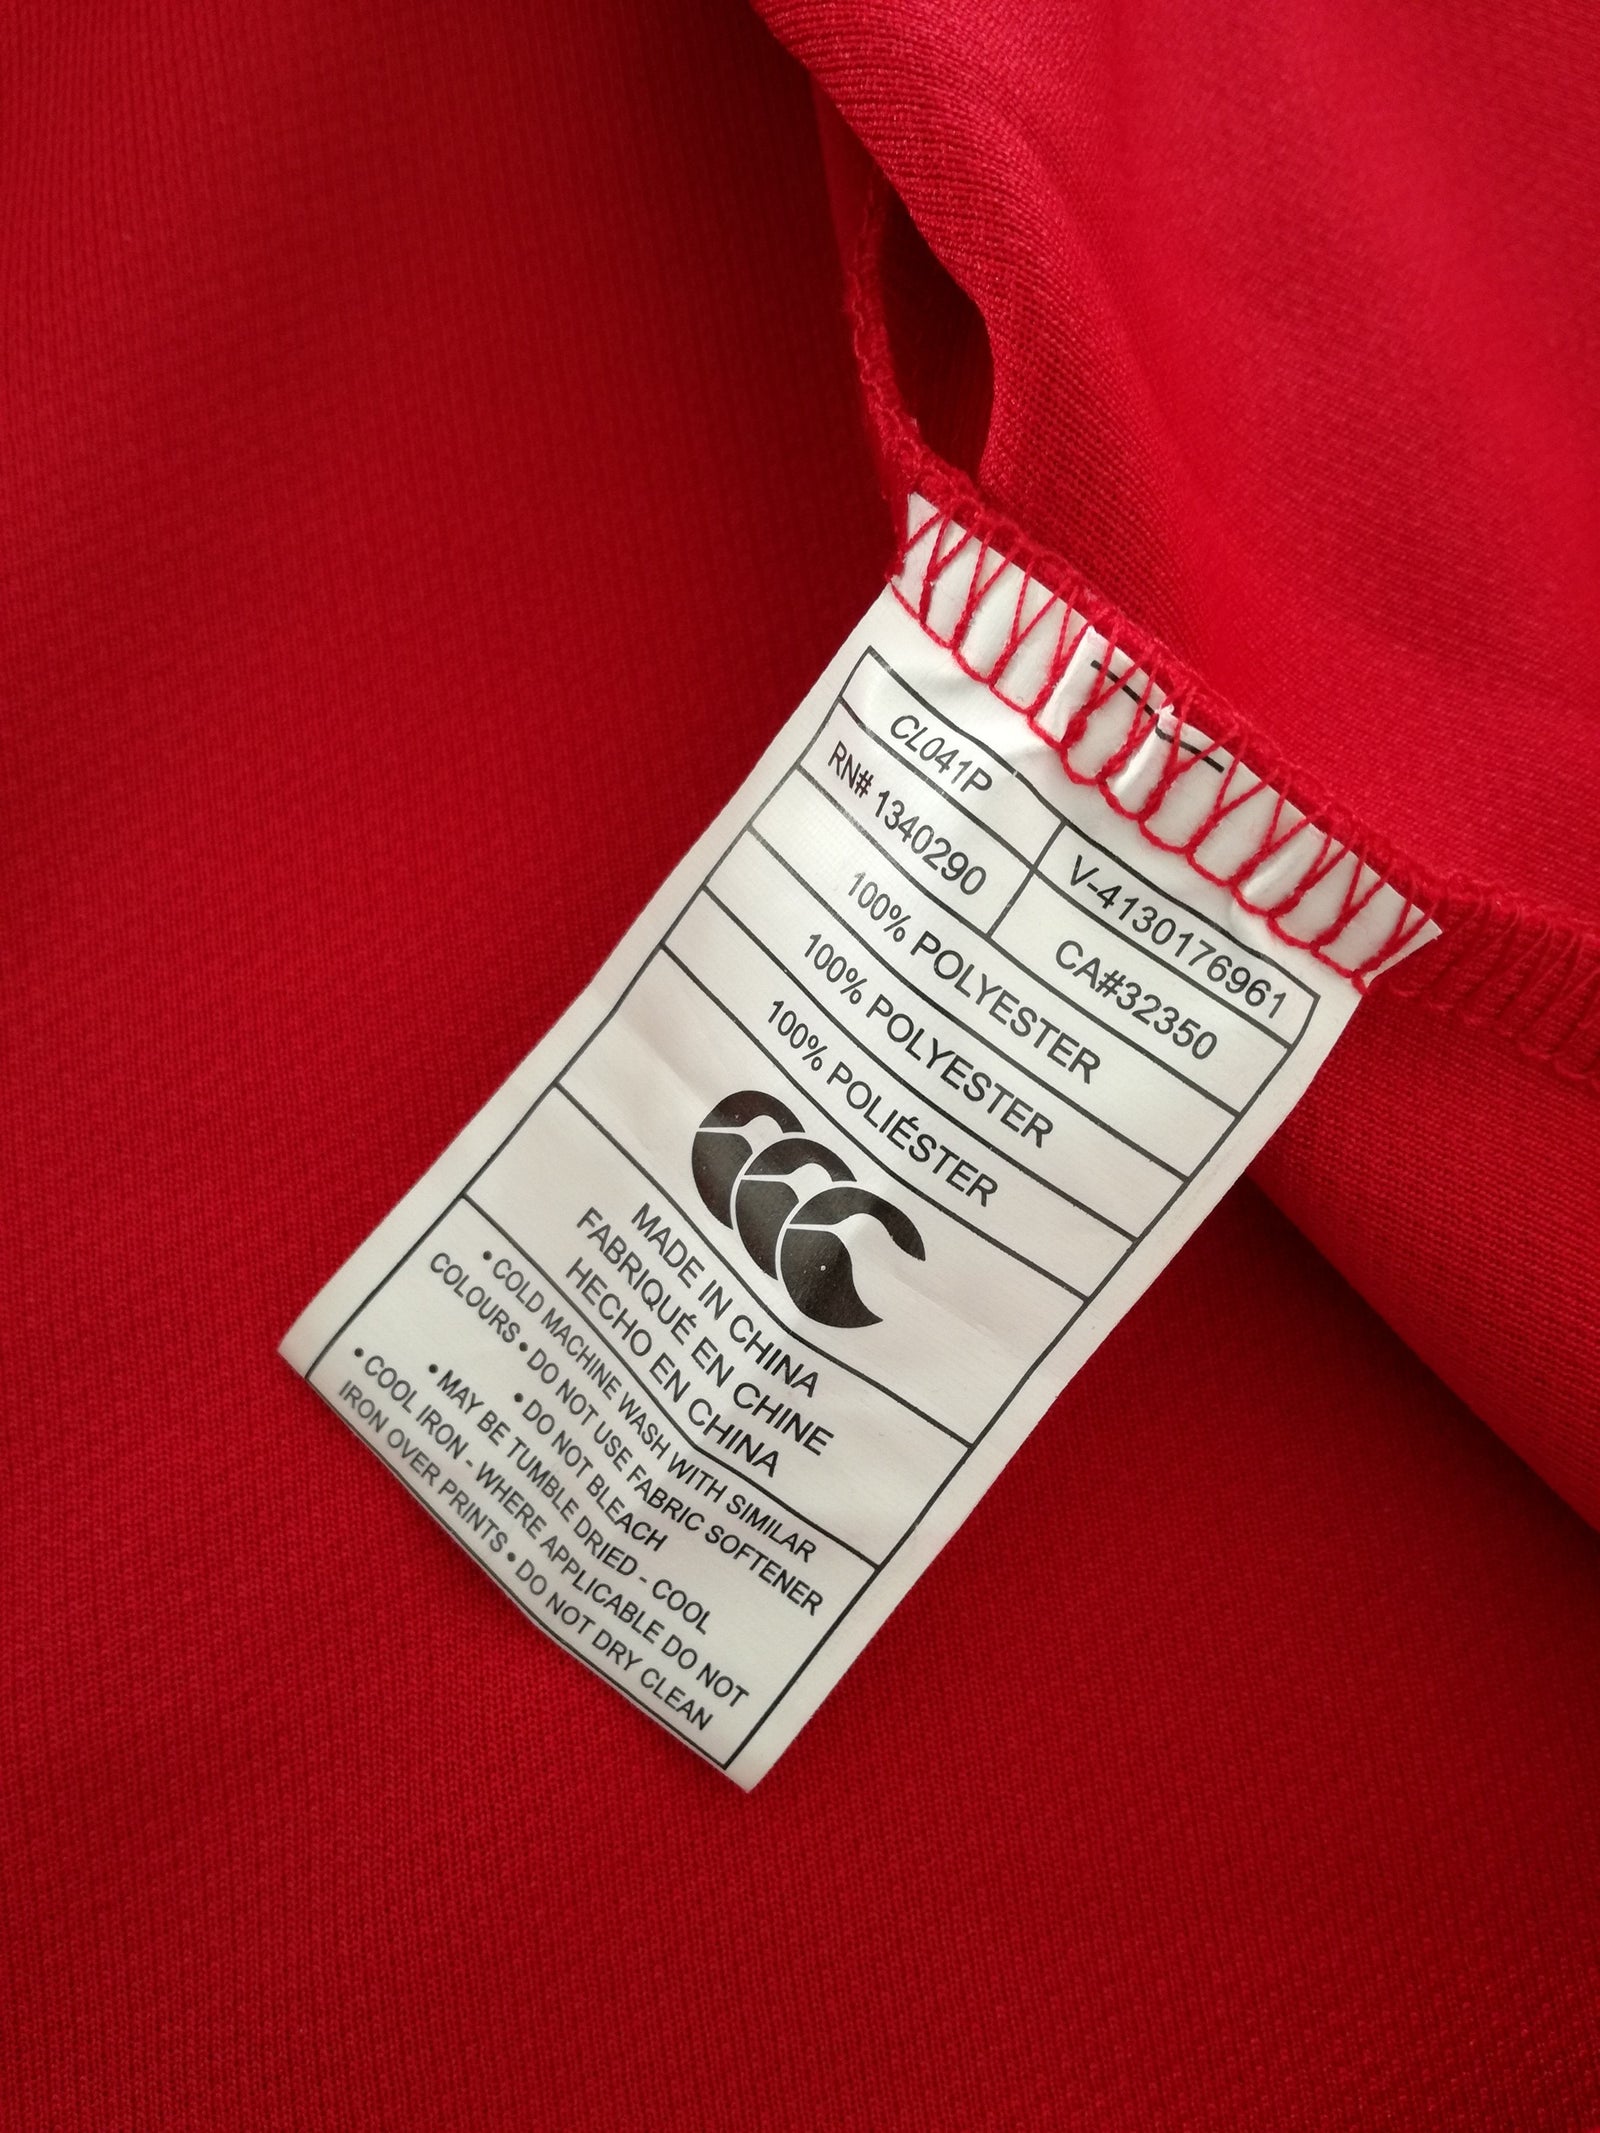 CL041P V-4130176961
RN# 1340290 CA#32350
100% POLYESTER
100% POLYESTER
100% POLIÉSTER
MADE IN CHINA
FABRIQUÉ EN CHINE
HECHO EN CHINA
• COLD MACHINE WASH WITH SIMILAR
COLOURS • DO NOT USE FABRIC SOFTENER
• DO NOT BLEACH
• MAY BE TUMBLE DRIED - COOL
• COOL IRON - WHERE APPLICABLE DO NOT
IRON OVER PRINTS • DO NOT DRY CLEAN